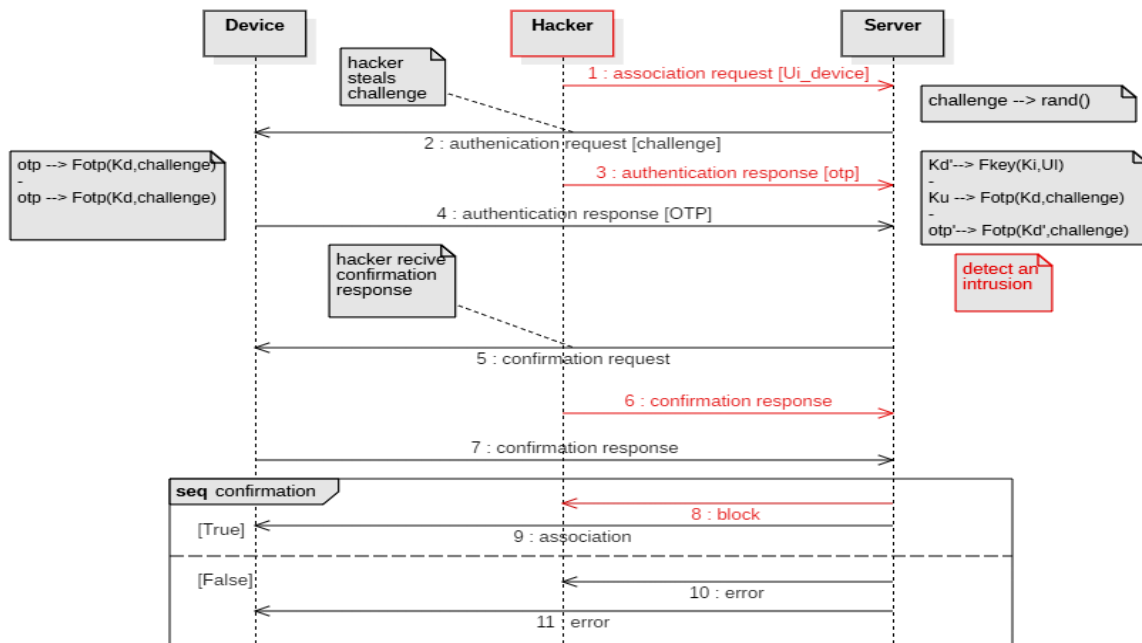 Device
Hacker
Server
hacker
steals
challenge
1 : association request [Ui_device]
challenge --> rand()
2 : authenication request [challenge]
otp --> Fotp(Kd,challenge)
-
otp --> Fotp(Kd,challenge)
3 : authentication response [otp]
Kd'--> Fkey(Ki,UI)
-
Ku --> Fotp(Kd,challenge)
-
otp'--> Fotp(Kd',challenge)
4 : authentication response [OTP]
hacker recive
confirmation
response
detect an
intrusion
5 : confirmation request
6 : confirmation response
7 : confirmation response
seq confirmation
8 : block
[True]
9 : association
[False]
10 : error
11 : error